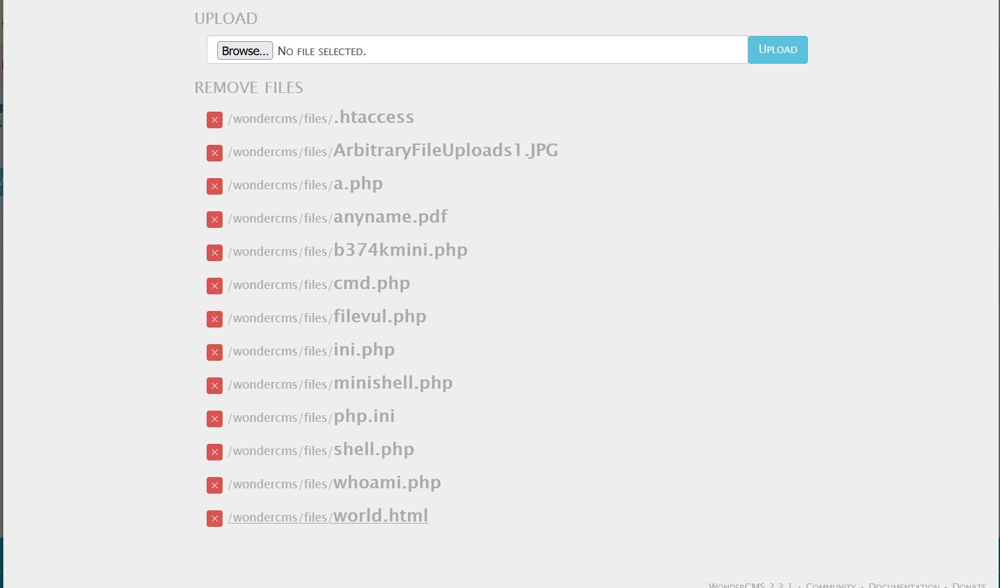 UPLOAD
Browse... No file selected. Upload
REMOVE FILES
× /wondercms/files/.htaccess
× /wondercms/files/ArbitraryFileUploads1.JPG
× /wondercms/files/a.php
× /wondercms/files/anyname.pdf
× /wondercms/files/b374kmini.php
× /wondercms/files/cmd.php
× /wondercms/files/filevul.php
× /wondercms/files/ini.php
× /wondercms/files/minishell.php
× /wondercms/files/php.ini
× /wondercms/files/shell.php
× /wondercms/files/whoami.php
× /wondercms/files/world.html
WonderCMS 2.3.1 · Community · Documentation · Donate